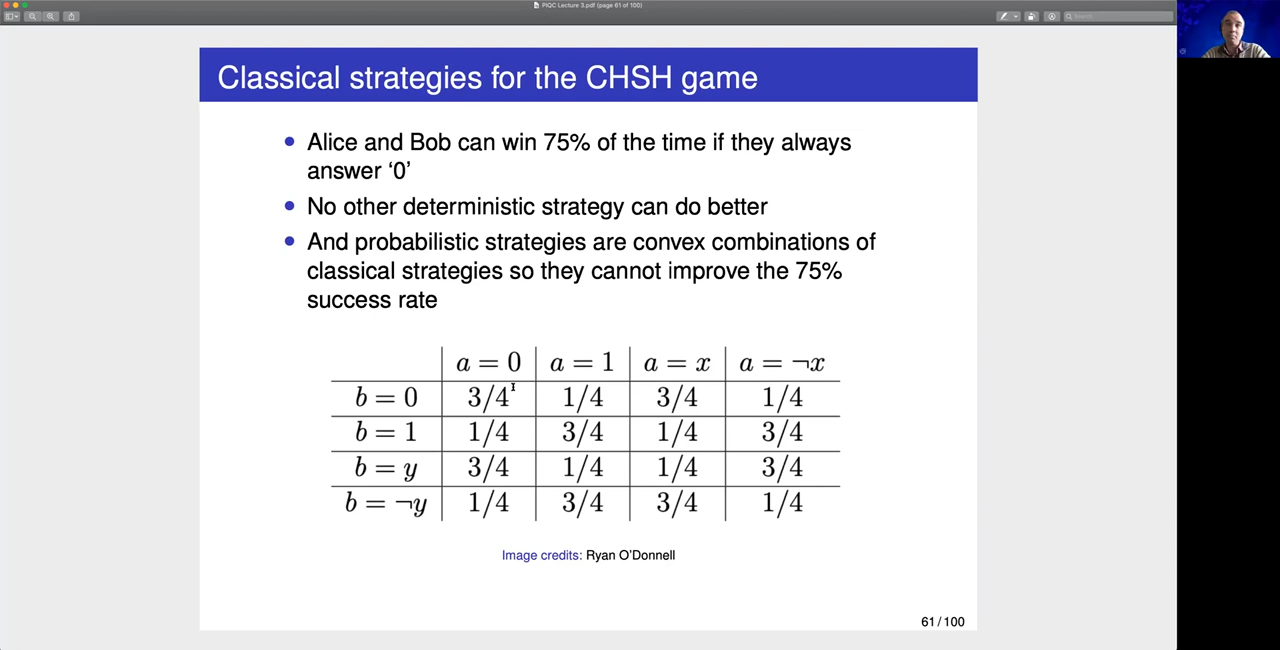 PIQC Lecture 3.pdf (page 61 of 100)
Search
Classical strategies for the CHSH game
• Alice and Bob can win 75% of the time if they always
answer ‘0’
• No other deterministic strategy can do better
• And probabilistic strategies are convex combinations of
classical strategies so they cannot improve the 75%
success rate
a = 0 a = 1 a = x a = ¬x
b = 0 3/4 1/4 3/4 1/4
b = 1 1/4 3/4 1/4 3/4
b = y 3/4 1/4 1/4 3/4
b = ¬y 1/4 3/4 3/4 1/4
Image credits: Ryan O’Donnell
61 / 100